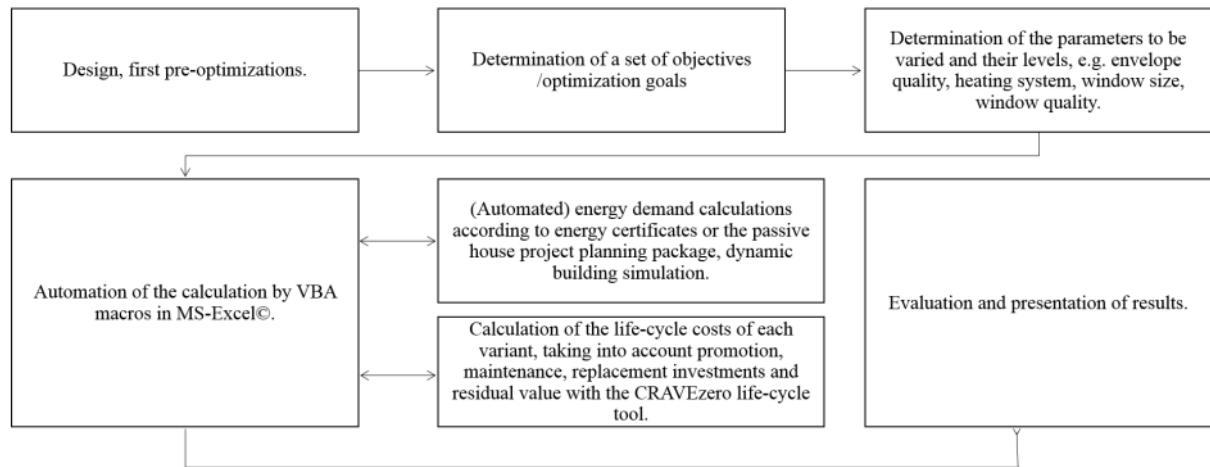 Design, first pre-optimizations.
Determination of a set of objectives
/optimization goals
Determination of the parameters to be
varied and their levels, e.g. envelope
quality, heating system, window size,
window quality.
Automation of the calculation by VBA
macros in MS-Excel©.
(Automated) energy demand calculations
according to energy certificates or the passive
house project planning package, dynamic
building simulation.
Calculation of the life-cycle costs of each
variant, taking into account promotion,
maintenance, replacement investments and
residual value with the CRAVEzero life-cycle
tool.
Evaluation and presentation of results.